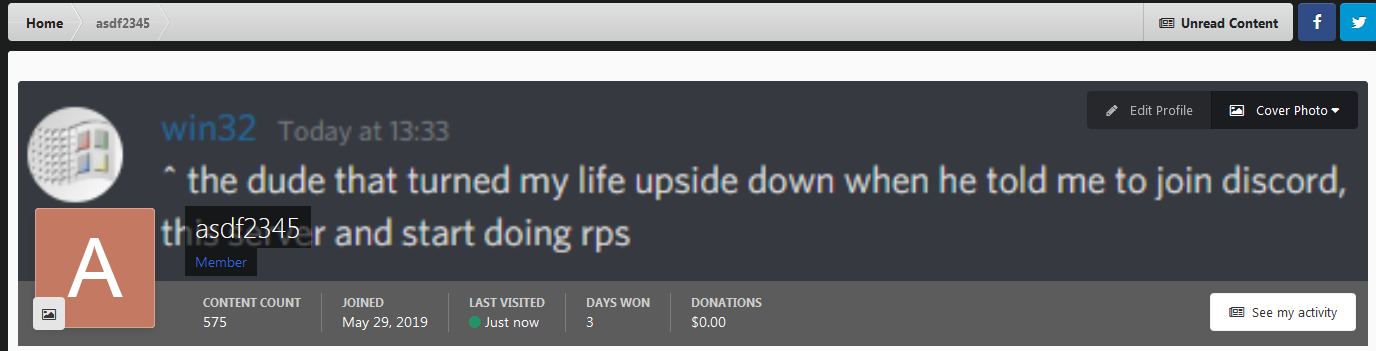 Home
asdf2345
Unread Content
Edit Profile
Cover Photo
win32 Today at 13:33
^ the dude that turned my life upside down when he told me to join discord,
this server and start doing rps
asdf2345
Member
A
CONTENT COUNT
575
JOINED
May 29, 2019
LAST VISITED
Just now
DAYS WON
3
DONATIONS
$0.00
See my activity